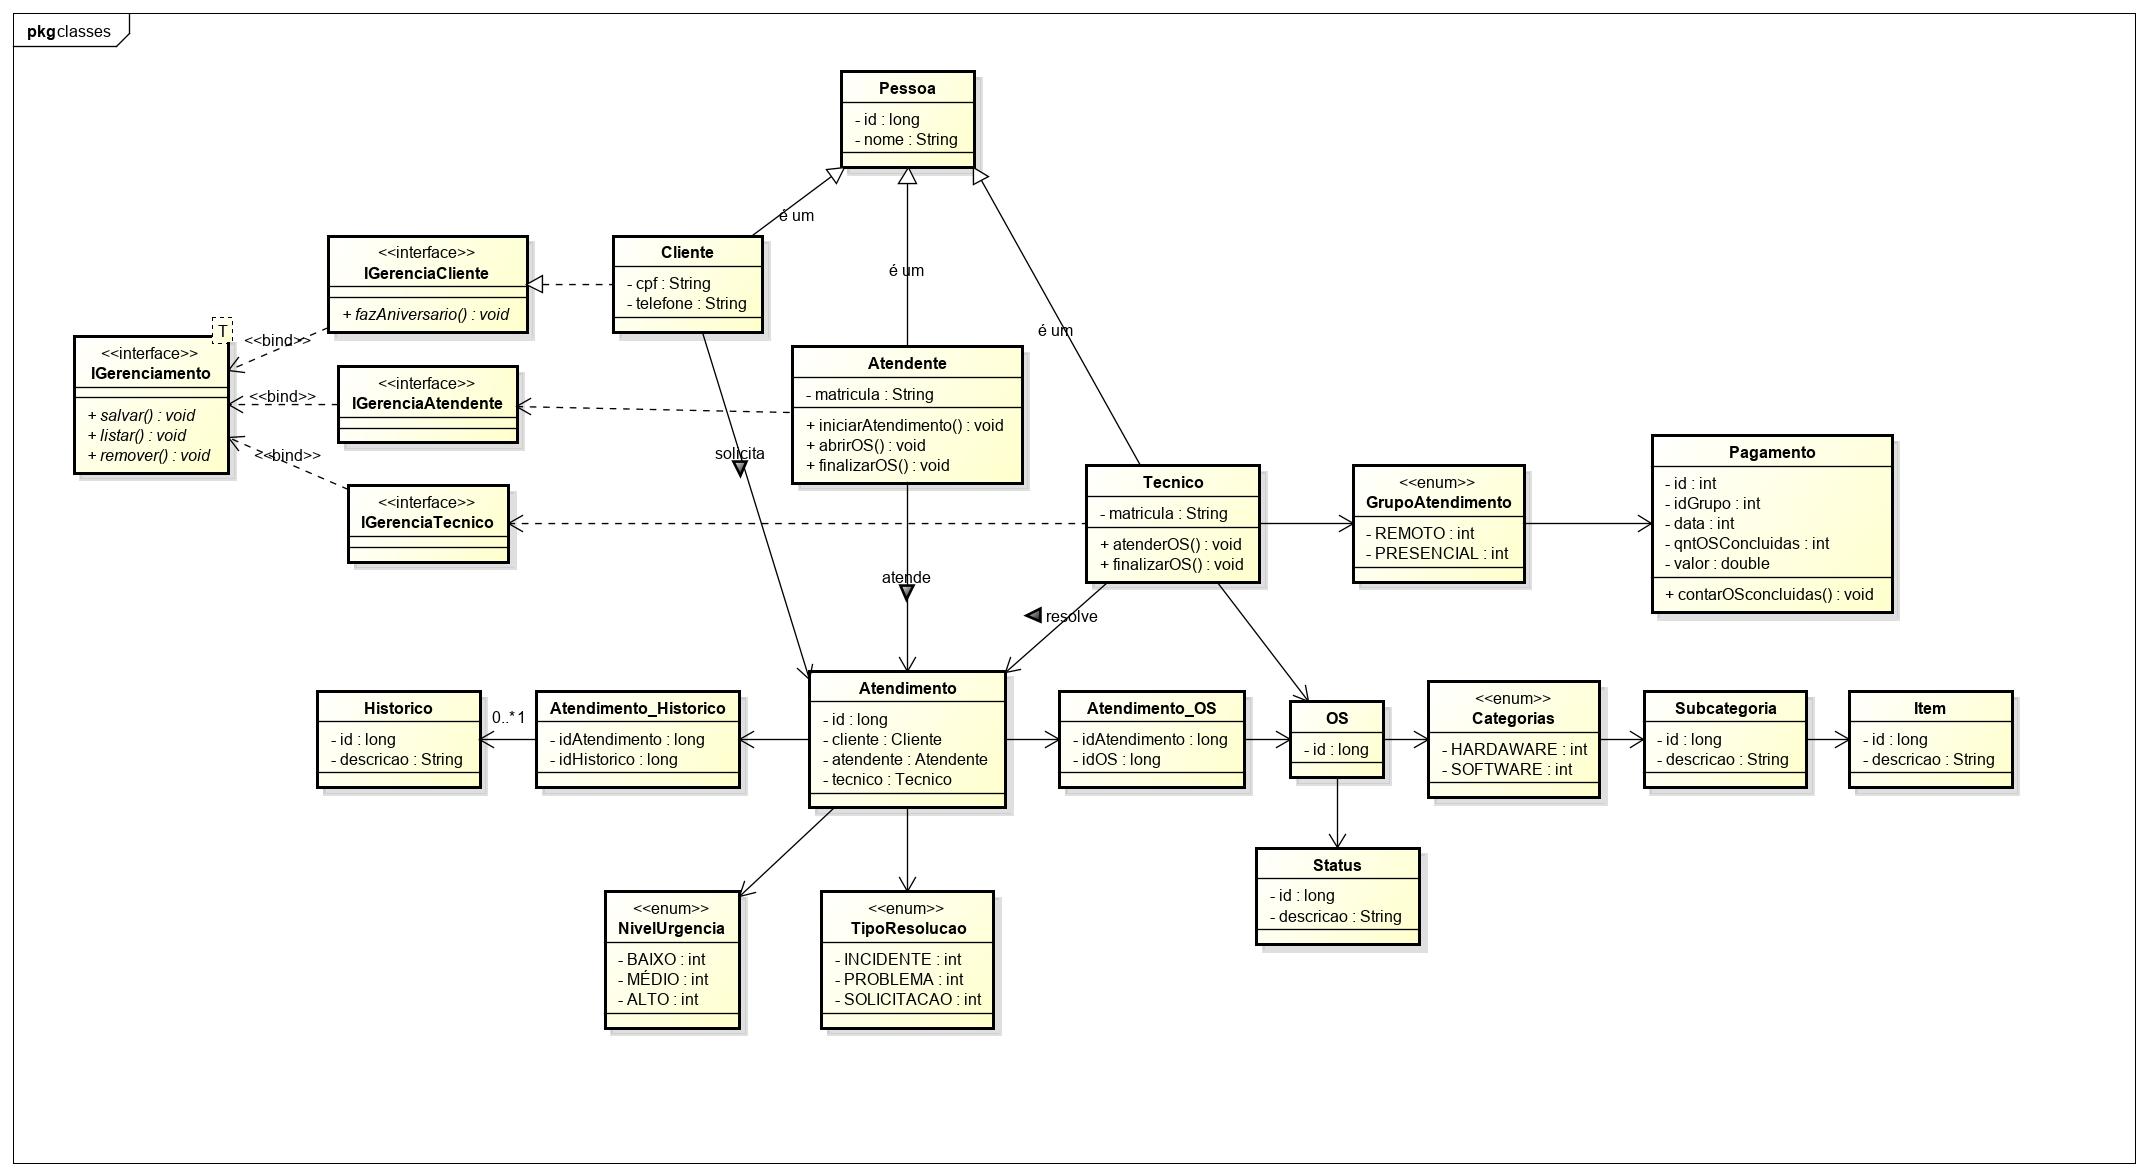 pkg classes
Pessoa
- id : long
- nome : String
é um
é um
é um
<<interface>>
IGerenciaCliente
+ fazAniversario() : void
Cliente
- cpf : String
- telefone : String
T
<<interface>>
IGerenciamento
+ salvar() : void
+ listar() : void
+ remover() : void
<<bind>>
<<bind>>
<<bind>>
<<interface>>
IGerenciaAtendente
<<interface>>
IGerenciaTecnico
Atendente
- matricula : String
+ iniciarAtendimento() : void
+ abrirOS() : void
+ finalizarOS() : void
solicita
atende
resolve
Tecnico
- matricula : String
+ atenderOS() : void
+ finalizarOS() : void
<<enum>>
GrupoAtendimento
- REMOTO : int
- PRESENCIAL : int
Pagamento
- id : int
- idGrupo : int
- data : int
- qntOSConcluidas : int
- valor : double
+ contarOSconcluidas() : void
Historico
- id : long
- descricao : String
0..*
1
Atendimento_Historico
- idAtendimento : long
- idHistorico : long
Atendimento
- id : long
- cliente : Cliente
- atendente : Atendente
- tecnico : Tecnico
Atendimento_OS
- idAtendimento : long
- idOS : long
OS
- id : long
<<enum>>
Categorias
- HARDAWARE : int
- SOFTWARE : int
Subcategoria
- id : long
- descricao : String
Item
- id : long
- descricao : String
Status
- id : long
- descricao : String
<<enum>>
NivelUrgencia
- BAIXO : int
- MÉDIO : int
- ALTO : int
<<enum>>
TipoResolucao
- INCIDENTE : int
- PROBLEMA : int
- SOLICITACAO : int